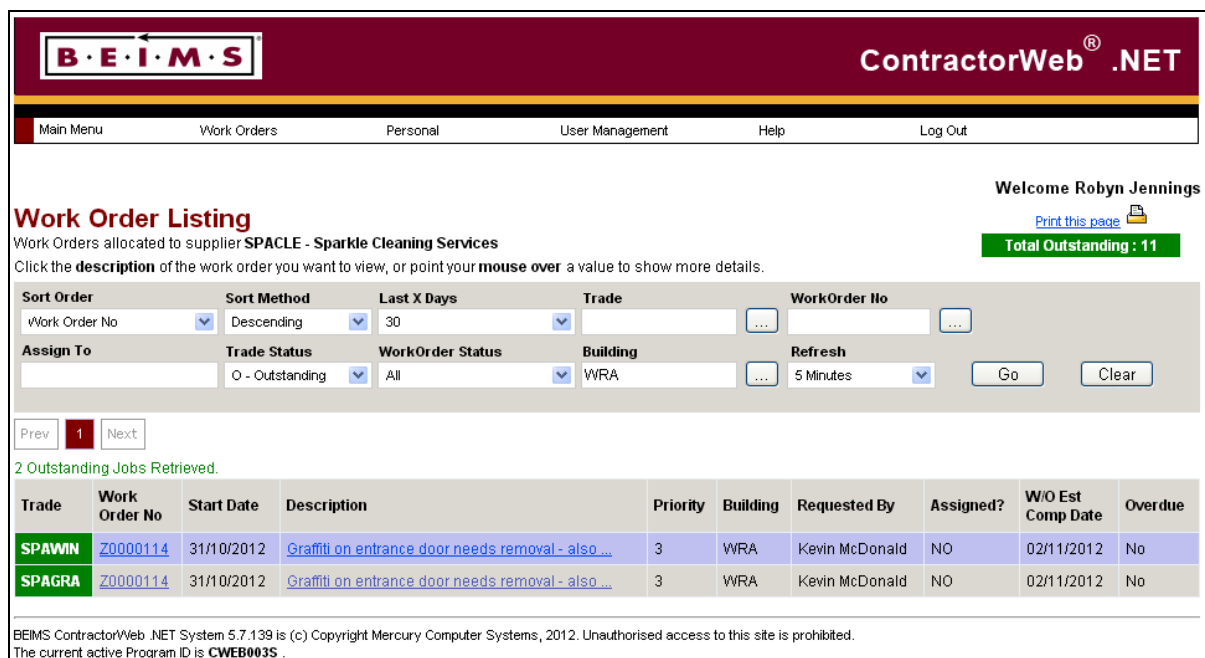 B·E·I·M·S
ContractorWeb® .NET
Main Menu Work Orders Personal User Management Help Log Out
Welcome Robyn Jennings
Work Order Listing
Print this page
Work Orders allocated to supplier SPACLE - Sparkle Cleaning Services
Total Outstanding : 11
Click the description of the work order you want to view, or point your mouse over a value to show more details.
Sort Order Sort Method Last X Days Trade WorkOrder No
Work Order No Descending 30 ... ...
Assign To Trade Status WorkOrder Status Building Refresh
O - Outstanding All WRA ... 5 Minutes Go Clear
Prev 1 Next
2 Outstanding Jobs Retrieved.
Trade Work Order No Start Date Description Priority Building Requested By Assigned? W/O Est Comp Date Overdue
SPAWIN Z0000114 31/10/2012 Graffiti on entrance door needs removal - also ... 3 WRA Kevin McDonald NO 02/11/2012 No
SPAGRA Z0000114 31/10/2012 Graffiti on entrance door needs removal - also ... 3 WRA Kevin McDonald NO 02/11/2012 No
BEIMS ContractorWeb .NET System 5.7.139 is (c) Copyright Mercury Computer Systems, 2012. Unauthorised access to this site is prohibited.
The current active Program ID is CWEB003S .